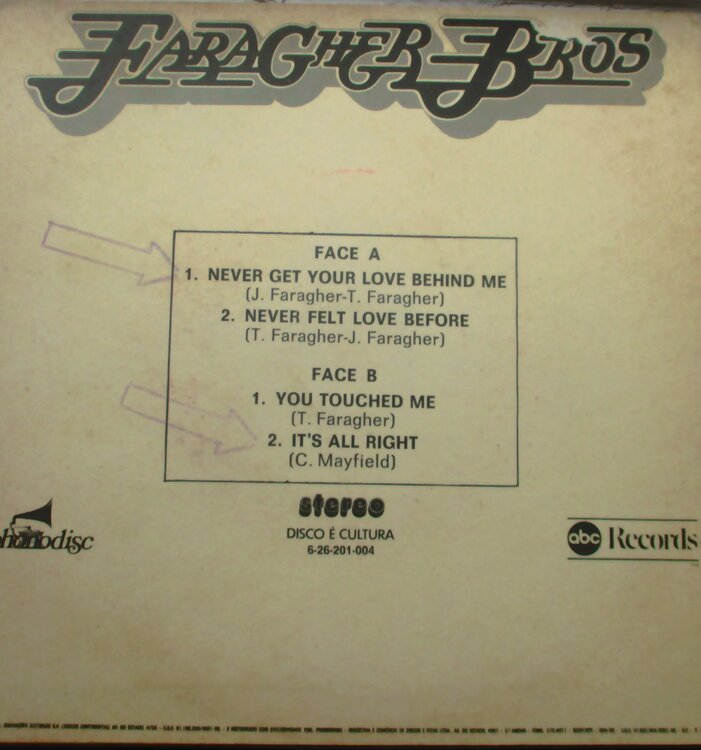 FARAGHER BROS
FACE A
1. NEVER GET YOUR LOVE BEHIND ME
(J. Faragher-T. Faragher)
2. NEVER FELT LOVE BEFORE
(T. Faragher-J. Faragher)
FACE B
1. YOU TOUCHED ME
(T. Faragher)
2. IT'S ALL RIGHT
(C. Mayfield)
stereo
DISCO É CULTURA
6-26-201-004
phonodisc
abc Records